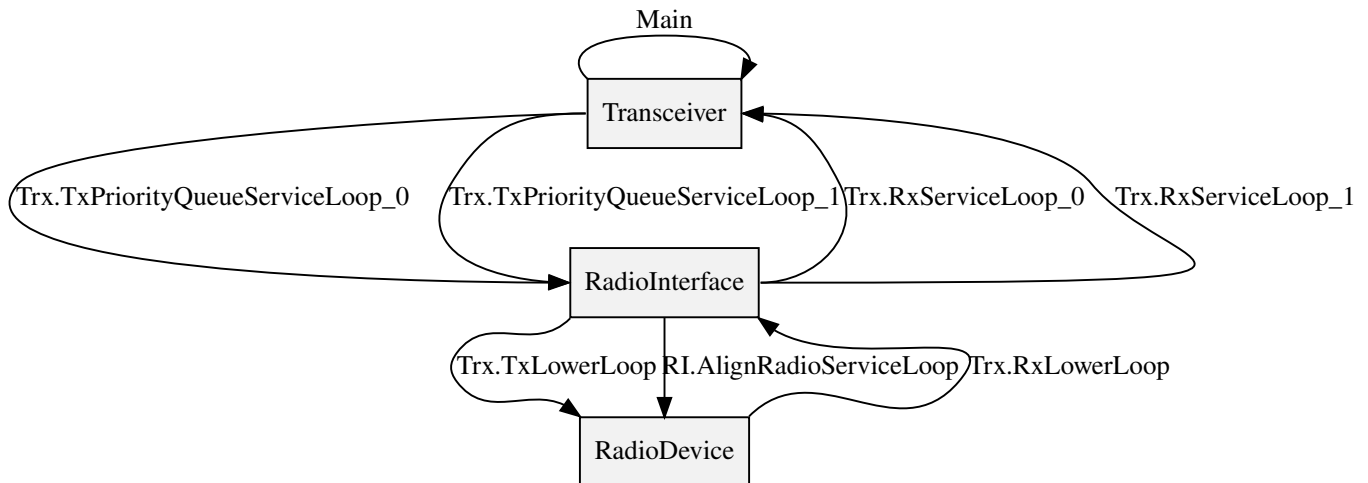 Main
Transceiver
Trx.TxPriorityQueueServiceLoop_0
Trx.TxPriorityQueueServiceLoop_1
Trx.RxServiceLoop_0
Trx.RxServiceLoop_1
RadioInterface
Trx.TxLowerLoop
RI.AlignRadioServiceLoop
Trx.RxLowerLoop
RadioDevice